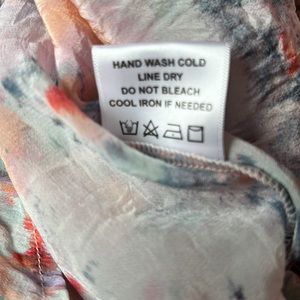 HAND WASH COLD
LINE DRY
DO NOT BLEACH
COOL IRON IF NEEDED